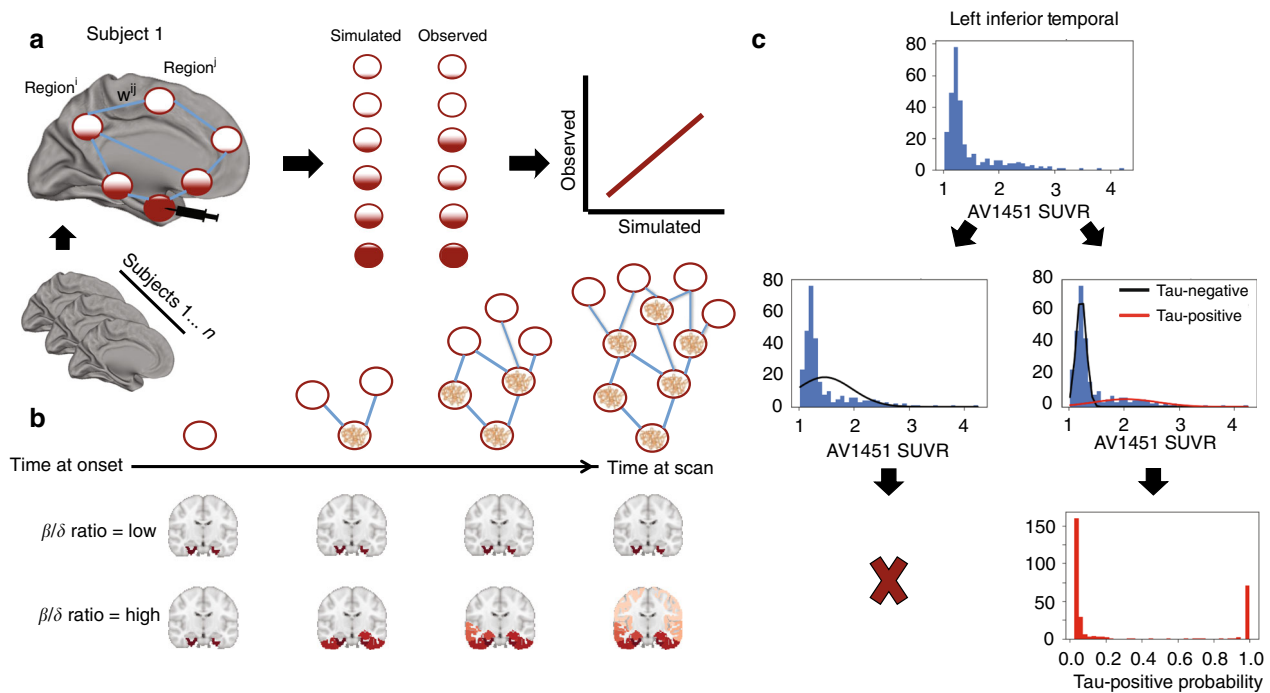 a
Subject 1
Region^i
w^ij
Region^j
Subjects 1... n
Simulated
Observed
Observed
Simulated
b
Time at onset
Time at scan
β/δ ratio = low
β/δ ratio = high
c
Left inferior temporal
80
60
40
20
0
1
2
3
4
AV1451 SUVR
80
60
40
20
0
1
2
3
4
AV1451 SUVR
80
60
40
20
0
Tau-negative
Tau-positive
1
2
3
4
AV1451 SUVR
150
100
50
0
0.0
0.2
0.4
0.6
0.8
1.0
Tau-positive probability